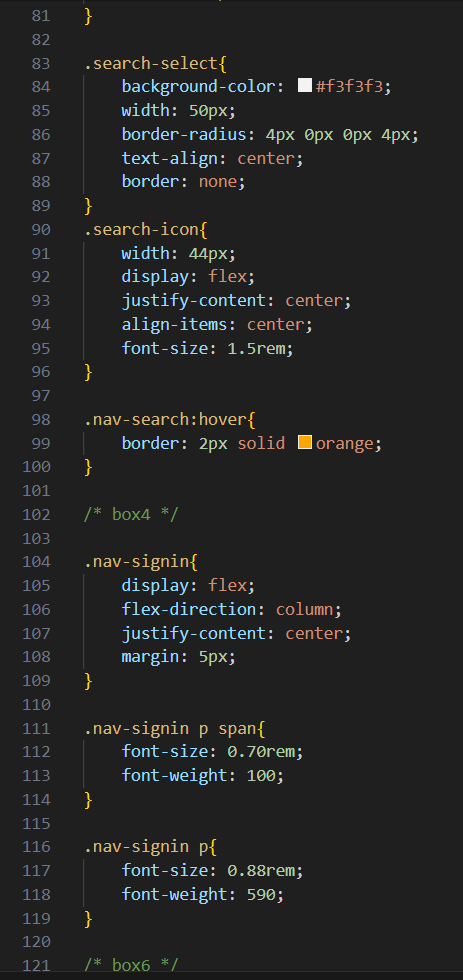 81 }
82
83 .search-select{
84 background-color: #f3f3f3;
85 width: 50px;
86 border-radius: 4px 0px 0px 4px;
87 text-align: center;
88 border: none;
89 }
90 .search-icon{
91 width: 44px;
92 display: flex;
93 justify-content: center;
94 align-items: center;
95 font-size: 1.5rem;
96 }
97
98 .nav-search:hover{
99 border: 2px solid orange;
100 }
101
102 /* box4 */
103
104 .nav-signin{
105 display: flex;
106 flex-direction: column;
107 justify-content: center;
108 margin: 5px;
109 }
110
111 .nav-signin p span{
112 font-size: 0.70rem;
113 font-weight: 100;
114 }
115
116 .nav-signin p{
117 font-size: 0.88rem;
118 font-weight: 590;
119 }
120
121 /* box6 */